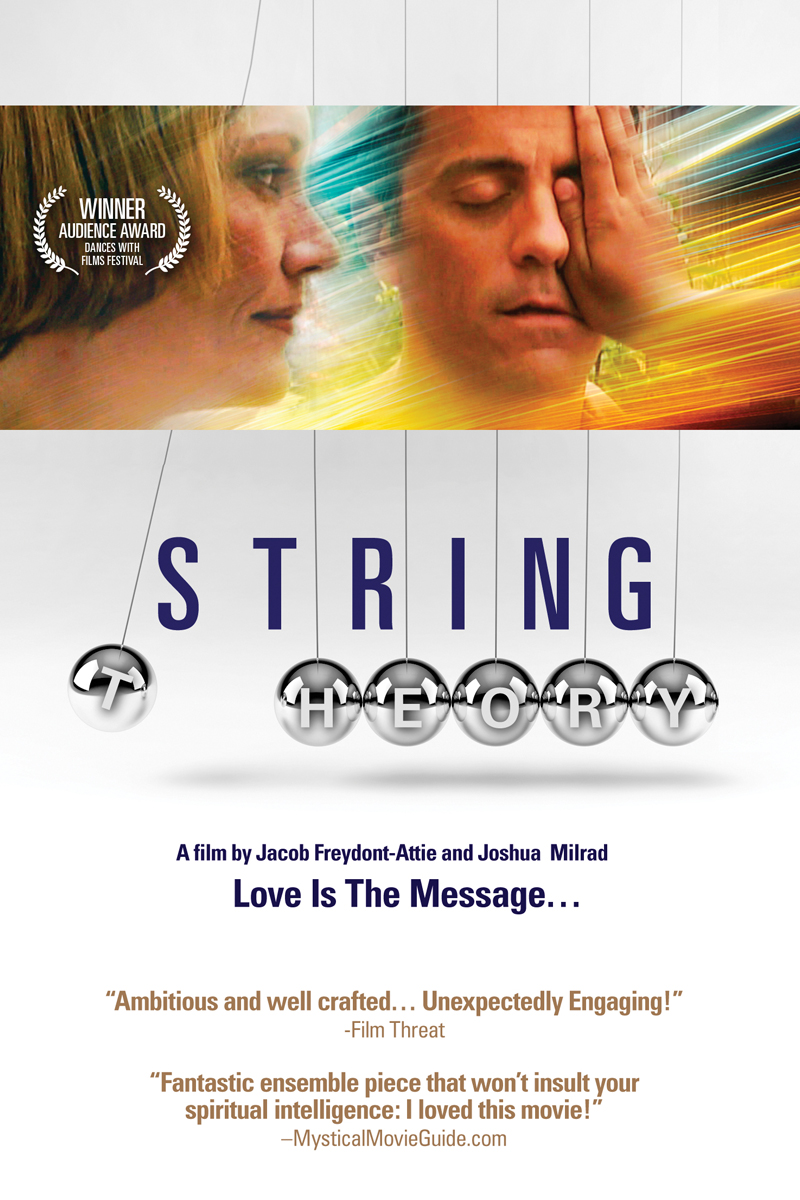 WINNER
AUDIENCE AWARD
DANCES WITH
FILMS FESTIVAL
STRING
THEORY
A film by Jacob Freydont-Attie and Joshua Milrad
Love Is The Message...
“Ambitious and well crafted... Unexpectedly Engaging!”
-Film Threat
“Fantastic ensemble piece that won’t insult your
spiritual intelligence: I loved this movie!”
–MysticalMovieGuide.com